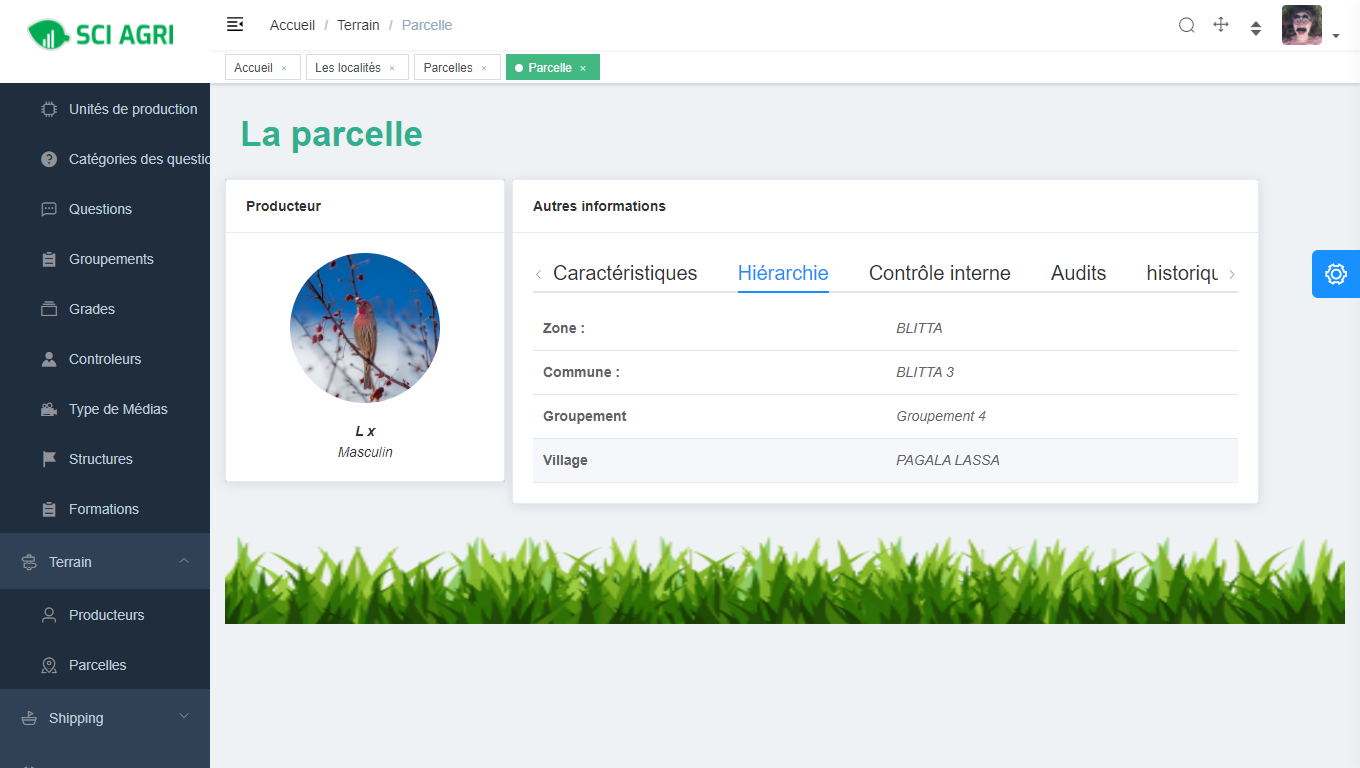 SCI AGRI
Accueil / Terrain / Parcelle
Accueil × Les localités × Parcelles × Parcelle ×
Unités de production
Catégories des questio
Questions
Groupements
Grades
Controleurs
Type de Médias
Structures
Formations
Terrain
Producteurs
Parcelles
Shipping
La parcelle
Producteur
L x
Masculin
Autres informations
Caractéristiques Hiérarchie Contrôle interne Audits historiqu
Zone : BLITTA
Commune : BLITTA 3
Groupement Groupement 4
Village PAGALA LASSA